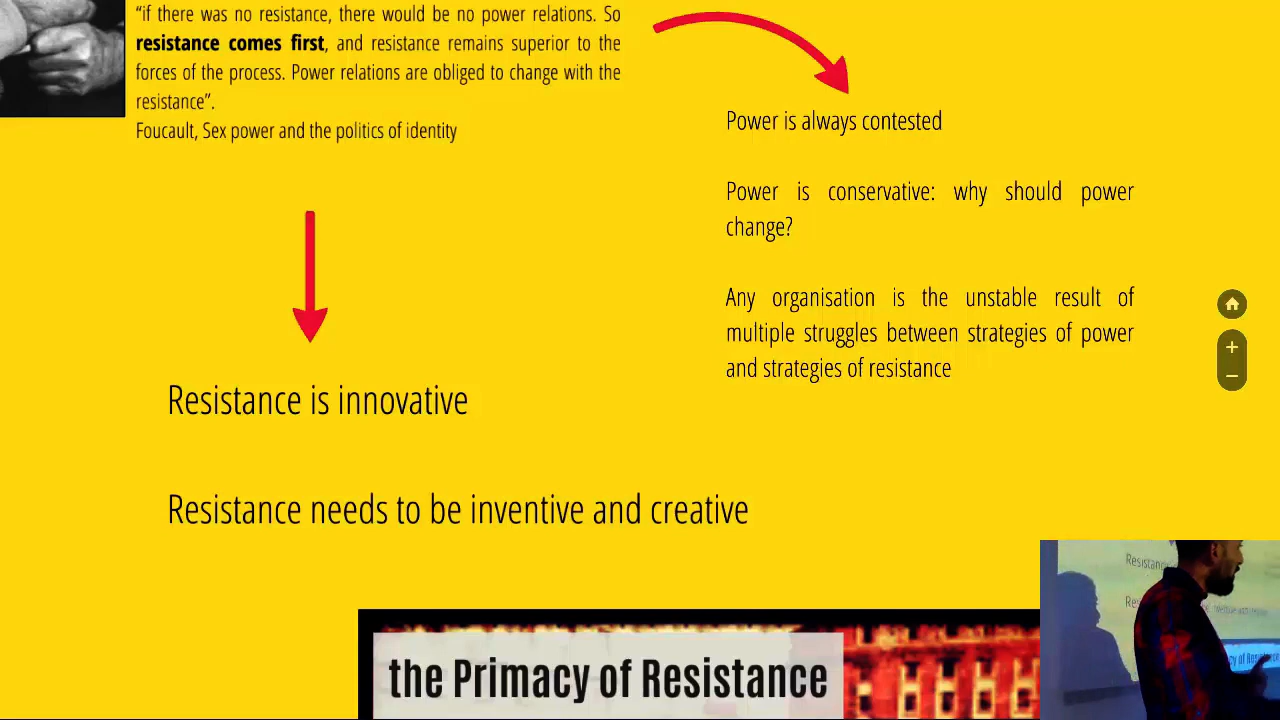 “if there was no resistance, there would be no power relations. So
resistance comes first, and resistance remains superior to the
forces of the process. Power relations are obliged to change with the
resistance”.
Foucault, Sex power and the politics of identity
Power is always contested
Power is conservative: why should power
change?
Any organisation is the unstable result of
multiple struggles between strategies of power
and strategies of resistance
Resistance is innovative
Resistance needs to be inventive and creative
the Primacy of Resistance